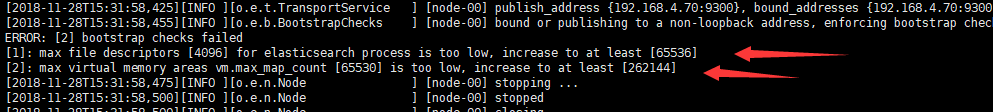 [2018-11-28T15:31:58,425][INFO ][o.e.t.TransportService   ] [node-00] publish_address {192.168.4.70:9300}, bound_addresses {192.168.4.70:9300
[2018-11-28T15:31:58,455][INFO ][o.e.b.BootstrapChecks    ] [node-00] bound or publishing to a non-loopback address, enforcing bootstrap chec
ERROR: [2] bootstrap checks failed
[1]: max file descriptors [4096] for elasticsearch process is too low, increase to at least [65536]
[2]: max virtual memory areas vm.max_map_count [65530] is too low, increase to at least [262144]
[2018-11-28T15:31:58,475][INFO ][o.e.n.Node               ] [node-00] stopping ...
[2018-11-28T15:31:58,500][INFO ][o.e.n.Node               ] [node-00] stopped